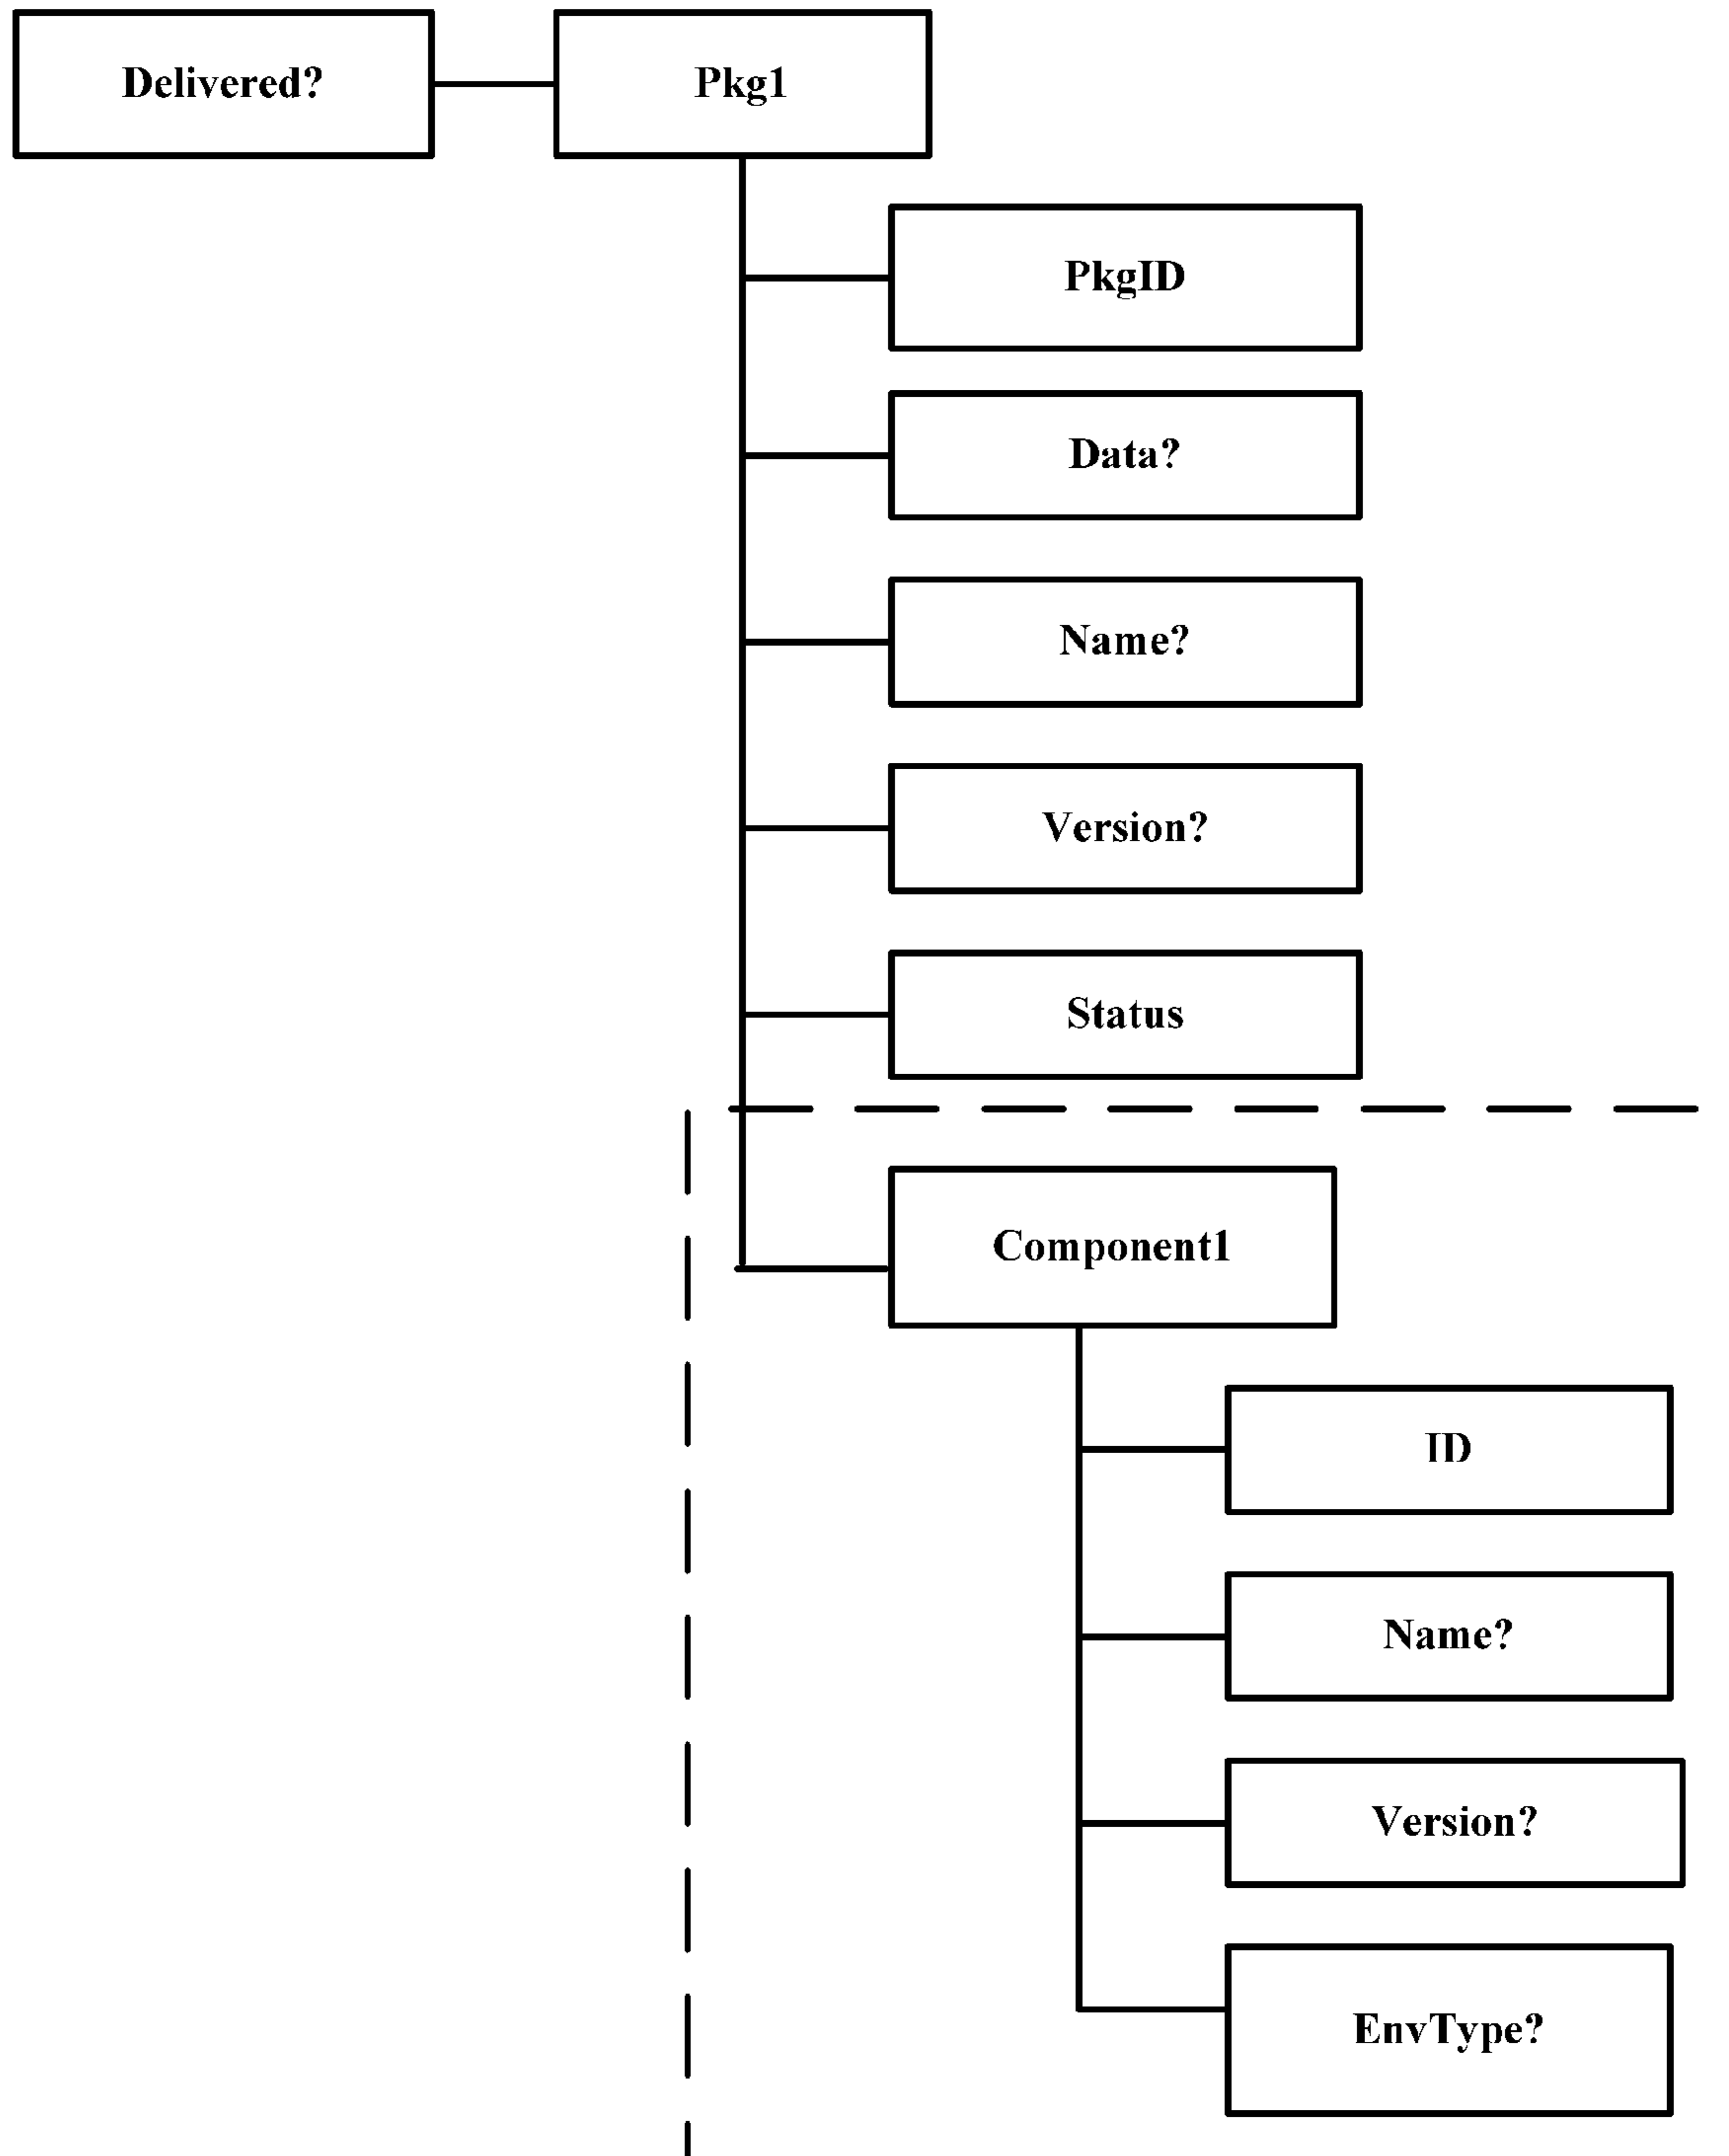 Delivered?
Pkg1
PkgID
Data?
Name?
Version?
Status
Component1
ID
Name?
Version?
EnvType?